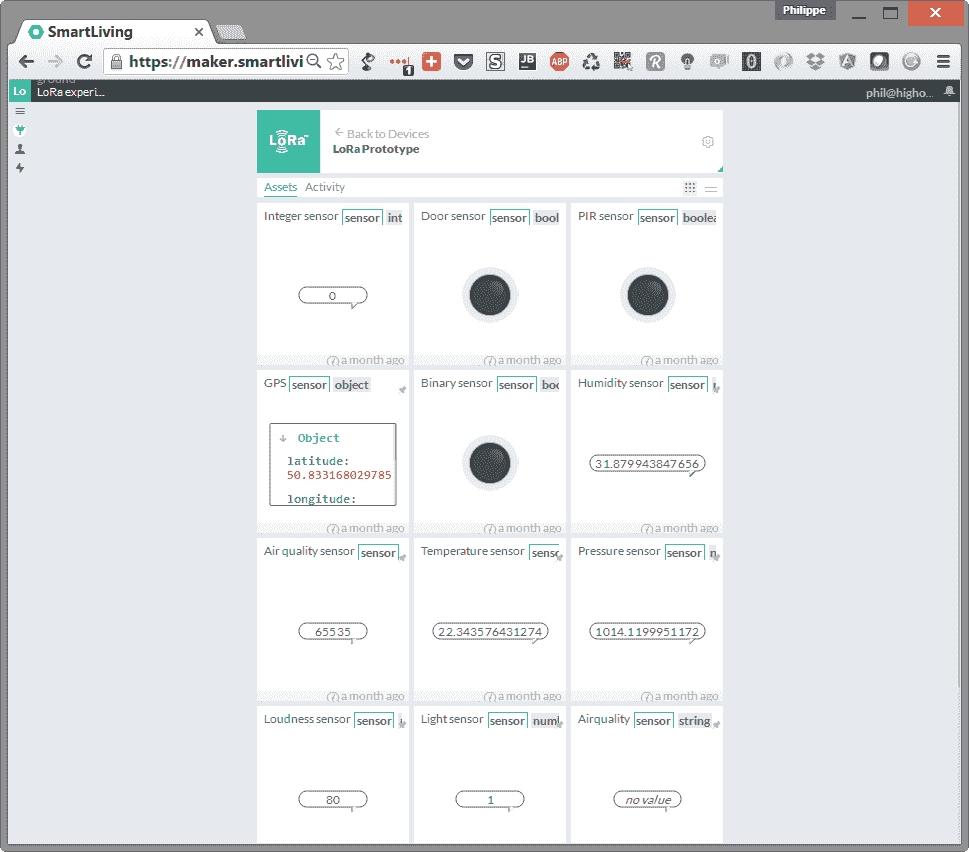 Philippe
SmartLiving
https://maker.smartlivi
1
S JB ABP R
Lo
LoRa experi...
phil@higho...
LoRa™
Back to Devices
LoRa Prototype
Assets Activity
Integer sensor sensor int
Door sensor sensor bool
PIR sensor sensor boolea
0
a month ago
a month ago
a month ago
GPS sensor object
Binary sensor sensor boo
Humidity sensor sensor
Object
latitude:
50.833168029785
longitude:
31.879943847656
a month ago
a month ago
a month ago
Air quality sensor sensor
Temperature sensor senso
Pressure sensor sensor n
65535
22.343576431274
1014.1199951172
a month ago
a month ago
a month ago
Loudness sensor sensor
Light sensor sensor numb
Airquality sensor string
80
1
no value